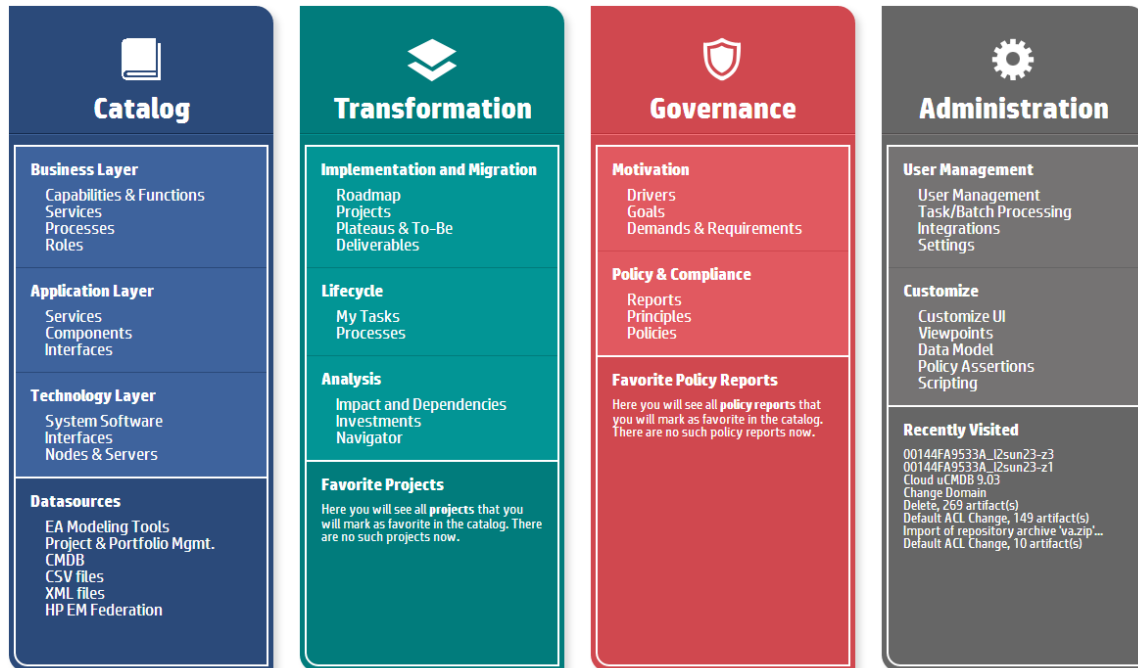 Catalog
Business Layer
Capabilities & Functions
Services
Processes
Roles
Application Layer
Services
Components
Interfaces
Technology Layer
System Software
Interfaces
Nodes & Servers
Datasources
EA Modeling Tools
Project & Portfolio Mgmt.
CMDB
CSV files
XML files
HP EM Federation
Transformation
Implementation and Migration
Roadmap
Projects
Plateaus & To-Be
Deliverables
Lifecycle
My Tasks
Processes
Analysis
Impact and Dependencies
Investments
Navigator
Favorite Projects
Here you will see all projects that you
will mark as favorite in the catalog. There
are no such projects now.
Governance
Motivation
Drivers
Goals
Demands & Requirements
Policy & Compliance
Reports
Principles
Policies
Favorite Policy Reports
Here you will see all policy reports that
you will mark as favorite in the catalog.
There are no such policy reports now.
Administration
User Management
User Management
Task/Batch Processing
Integrations
Settings
Customize
Customize UI
Viewpoints
Data Model
Policy Assertions
Scripting
Recently Visited
00144FA9533A_l2sun23-z3
00144FA9533A_l2sun23-z1
Cloud uCMDB 9.03
Change Domain
Delete, 269 artifact(s)
Default ACL Change, 149 artifact(s)
Import of repository archive 'va.zip'...
Default ACL Change, 10 artifact(s)